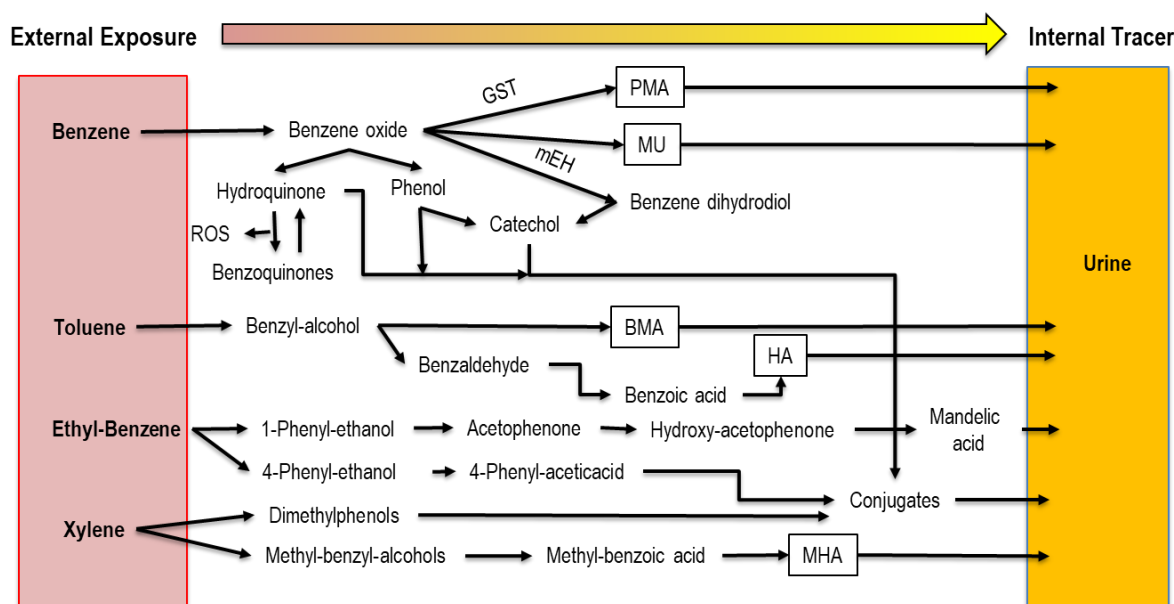 External Exposure
Internal Tracer
GST
PMA
Benzene
Benzene oxide
MU
mEH
Hydroquinone
Phenol
Benzene dihydrodiol
Catechol
ROS
Benzoquinones
Urine
Toluene
Benzyl-alcohol
BMA
HA
Benzaldehyde
Benzoic acid
Ethyl-Benzene
1-Phenyl-ethanol
Acetophenone
Hydroxy-acetophenone
Mandelic
acid
4-Phenyl-ethanol
4-Phenyl-aceticacid
Conjugates
Xylene
Dimethylphenols
Methyl-benzyl-alcohols
Methyl-benzoic acid
MHA